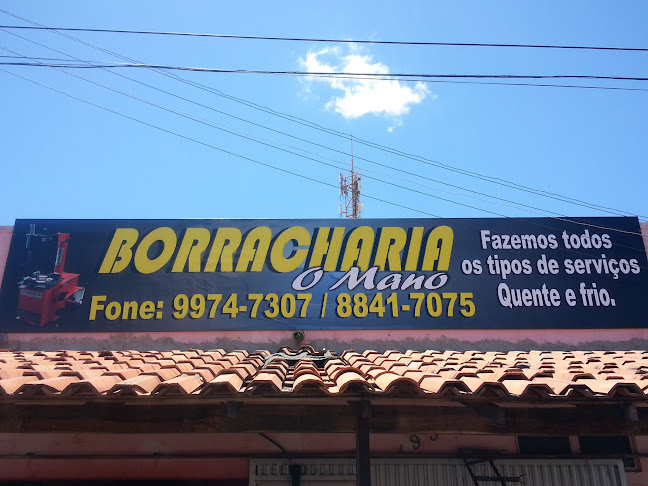 BORRACHARIA
O Mano
Fone: 9974-7307 / 8841-7075
Fazemos todos
os tipos de serviços
Quente e frio.